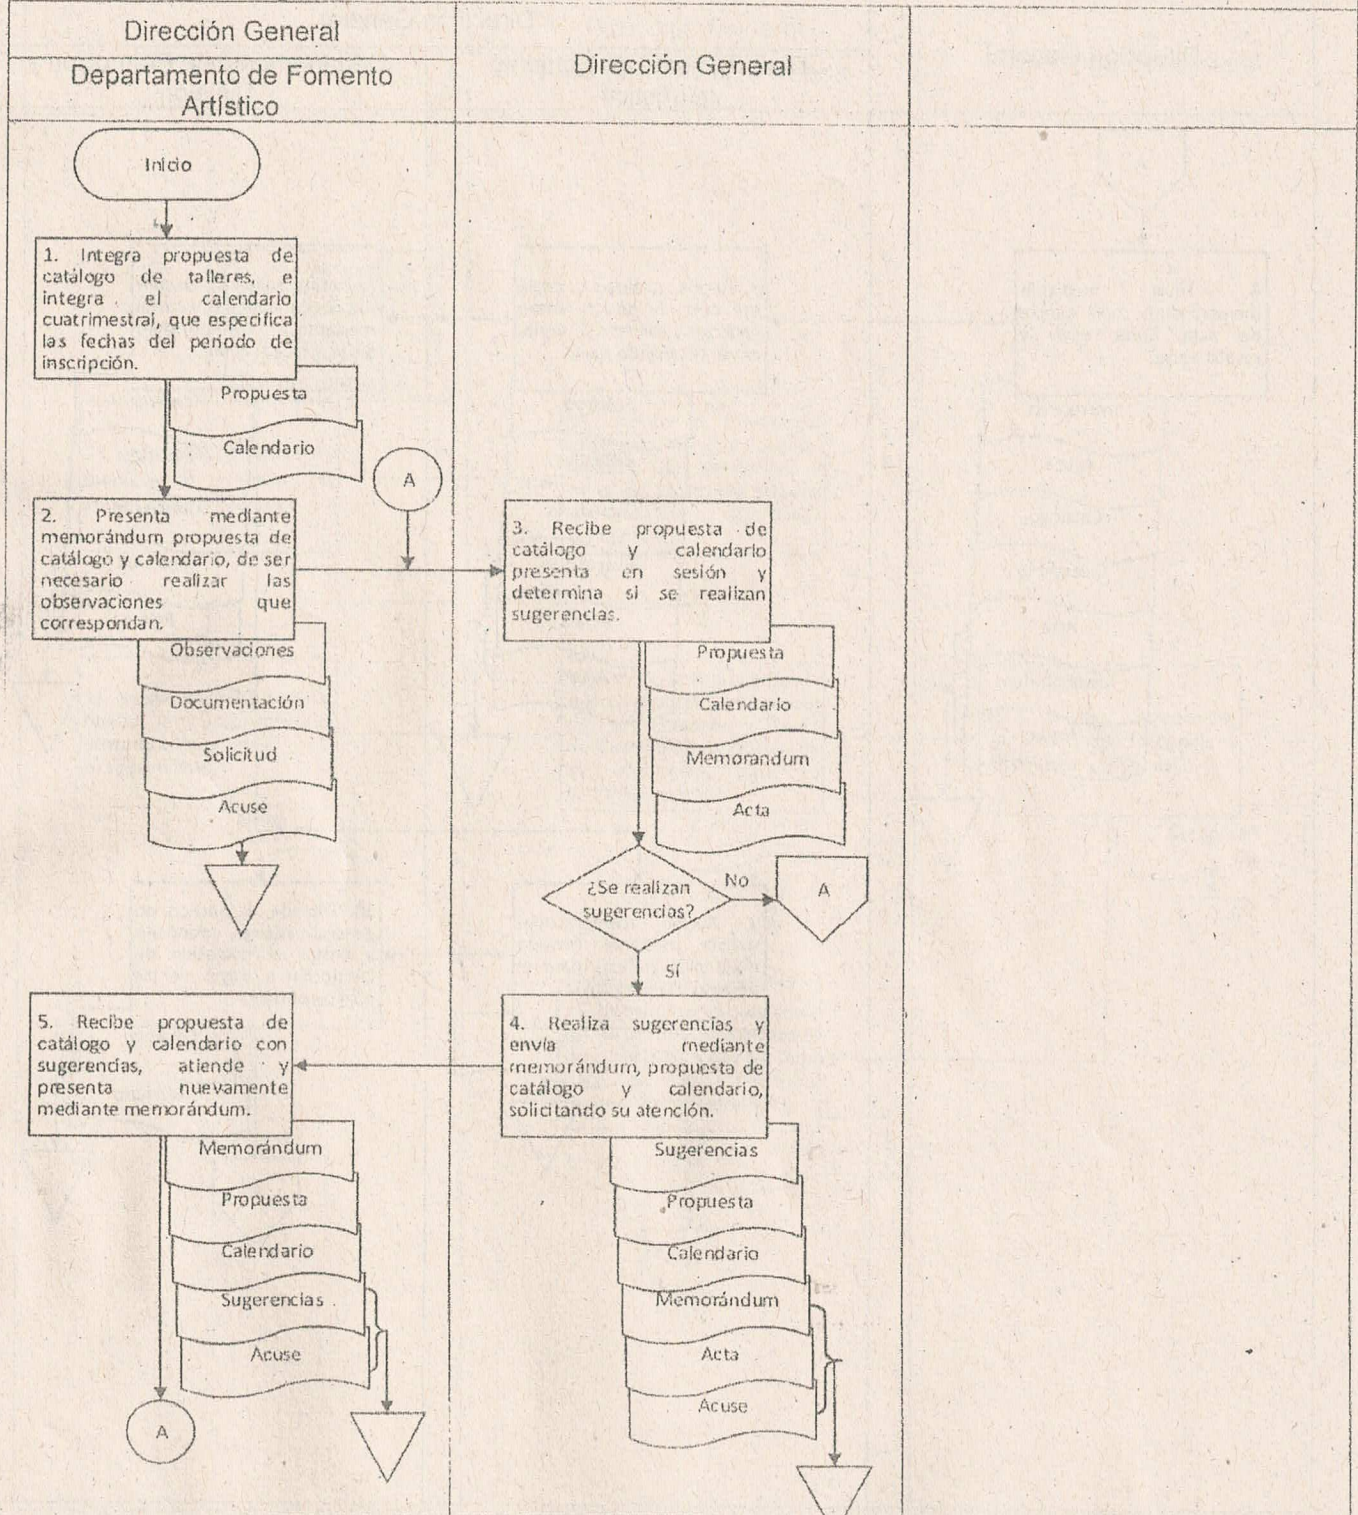 Dirección General
Departamento de Fomento
Artístico
Dirección General
Inicio
1. Integra propuesta de
catálogo de talleres, e
integra el calendario
cuatrimestral, que especifica
las fechas del periodo de
inscripción.
Propuesta
Calendario
A
2. Presenta mediante
memorándum propuesta de
catálogo y calendario, de ser
necesario realizar las
observaciones que
correspondan.
Observaciones
Documentación
Solicitud
Acuse
3. Recibe propuesta de
catálogo y calendario
presenta en sesión y
determina si se realizan
sugerencias.
Propuesta
Calendario
Memorandum
Acta
¿Se realizan
sugerencias?
No
A
Sí
4. Realiza sugerencias y
envía mediante
memorándum, propuesta de
catálogo y calendario,
solicitando su atención.
Sugerencias
Propuesta
Calendario
Memorándum
Acta
Acuse
5. Recibe propuesta de
catálogo y calendario con
sugerencias, atiende y
presenta nuevamente
mediante memorándum.
Memorándum
Propuesta
Calendario
Sugerencias
Acuse
A